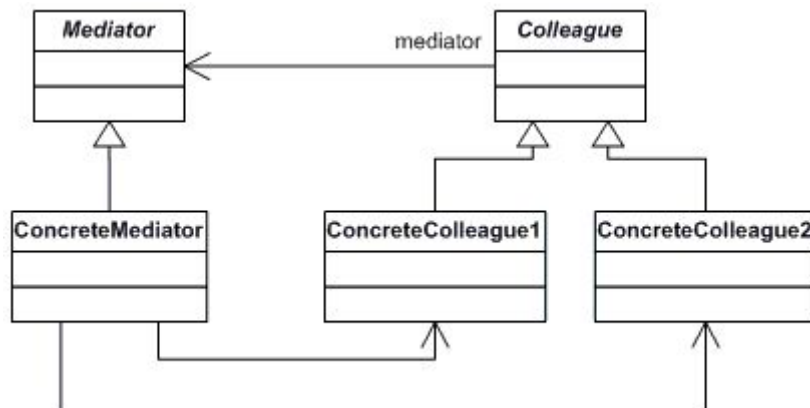 Mediator
Colleague
mediator
ConcreteMediator
ConcreteColleague1
ConcreteColleague2